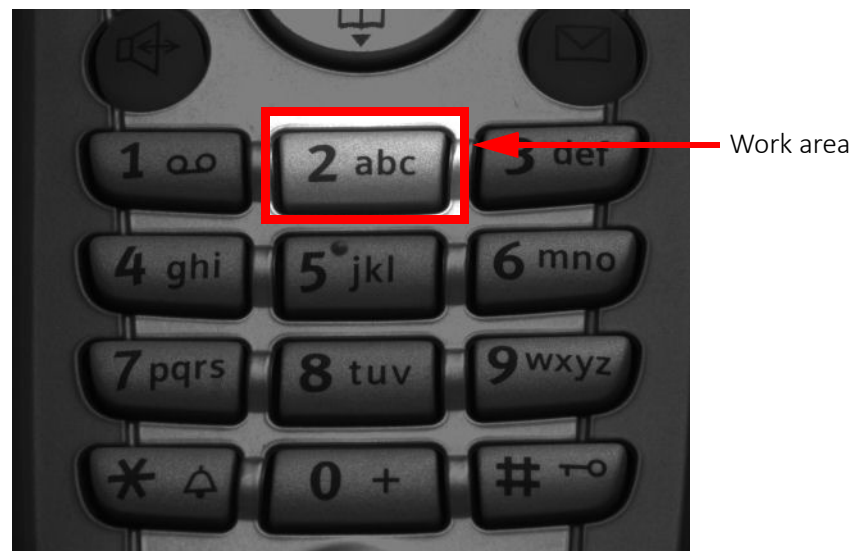 1
2 abc
3 def
Work area
4 ghi
5 jkl
6 mno
7 pqrs
8 tuv
9 wxyz
*
0 +
#